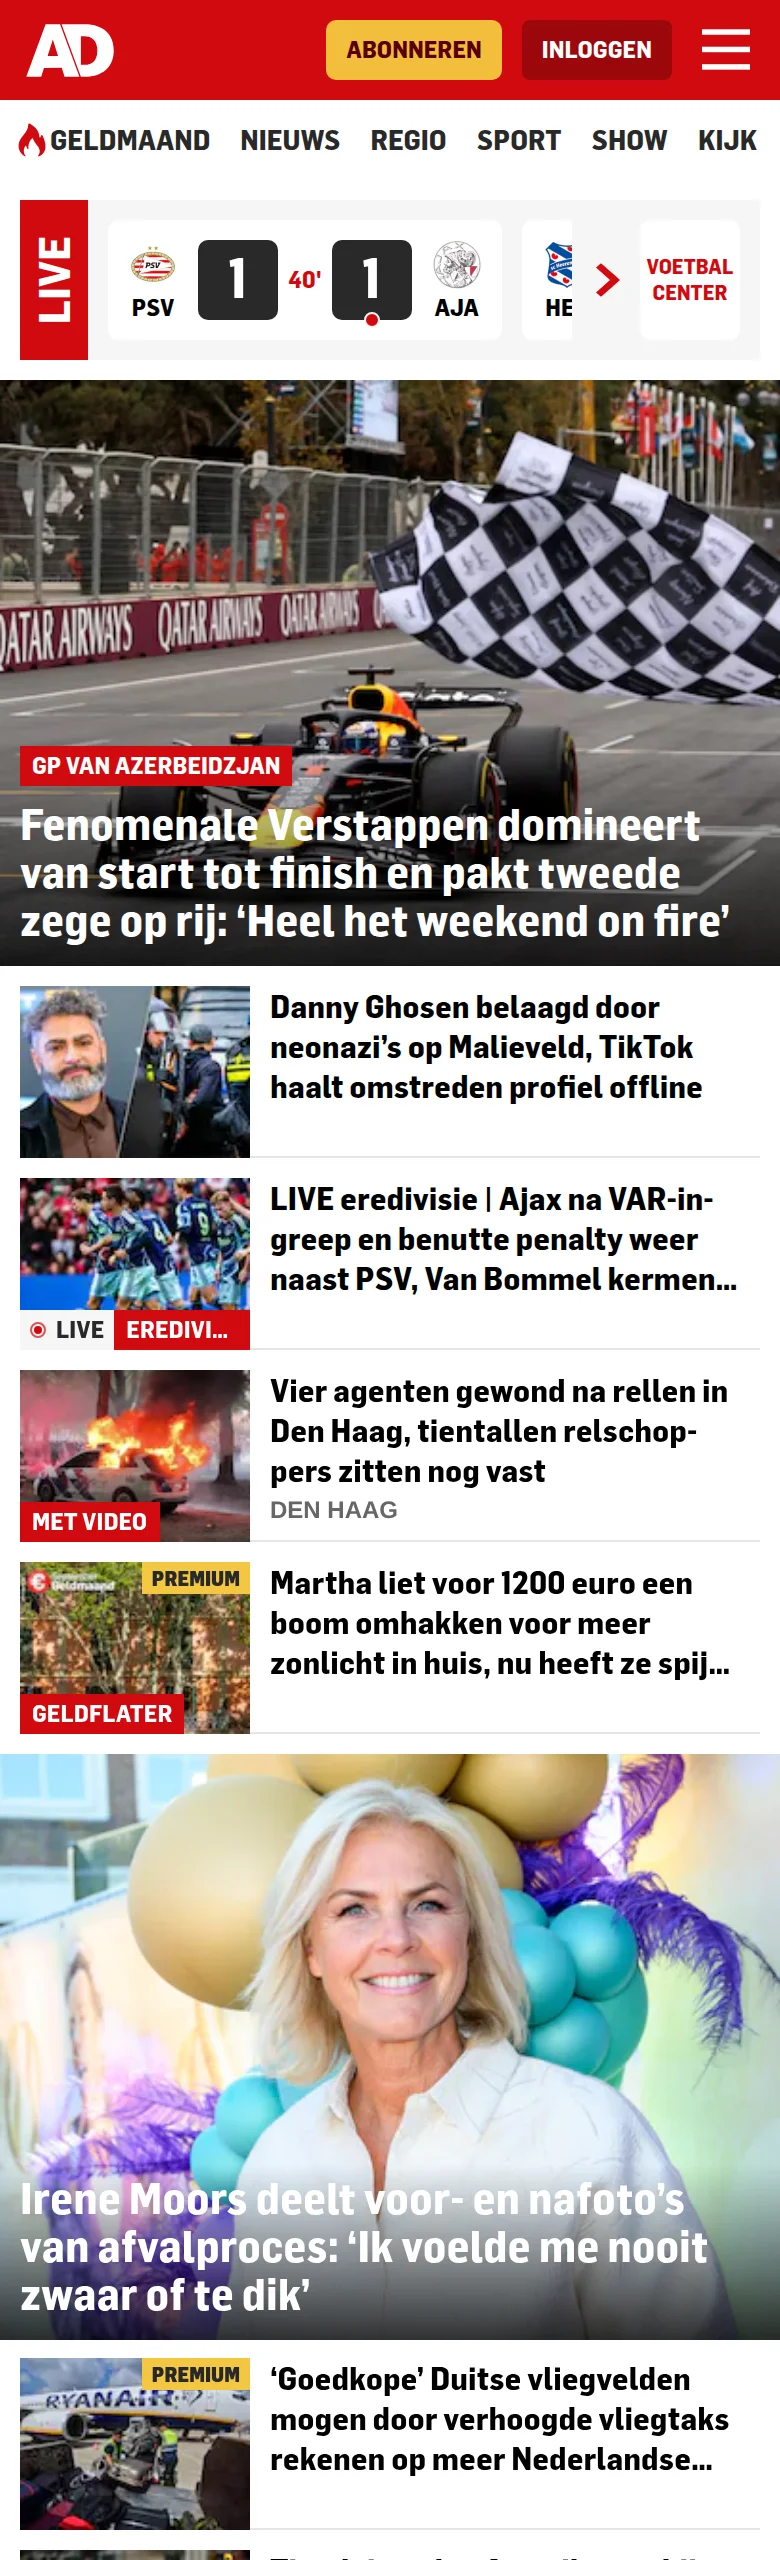 AD
ABONNEREN
INLOGGEN
GELDMAAND NIEUWS REGIO SPORT SHOW KIJK
LIVE
PSV
PSV
1
40'
1
AJA
HE
VOETBAL
CENTER
QATAR AIRWAYS QATAR AIRWAYS QATAR AIRWAYS
GP VAN AZERBEIDZJAN
Fenomenale Verstappen domineert
van start tot finish en pakt tweede
zege op rij: ‘Heel het weekend on fire’
Danny Ghosen belaagd door
neonazi’s op Malieveld, TikTok
haalt omstreden profiel offline
LIVE eredivisie | Ajax na VAR-in-
greep en benutte penalty weer
naast PSV, Van Bommel kermen...
LIVE
EREDIVI...
Vier agenten gewond na rellen in
Den Haag, tientallen relschop-
pers zitten nog vast
DEN HAAG
MET VIDEO
PREMIUM
Geldmaand
Martha liet voor 1200 euro een
boom omhakken voor meer
zonlicht in huis, nu heeft ze spij...
GELDFLATER
Irene Moors deelt voor- en nafoto’s
van afvalproces: ‘Ik voelde me nooit
zwaar of te dik’
PREMIUM
RYANAIR
‘Goedkope’ Duitse vliegvelden
mogen door verhoogde vliegtaks
rekenen op meer Nederlandse...